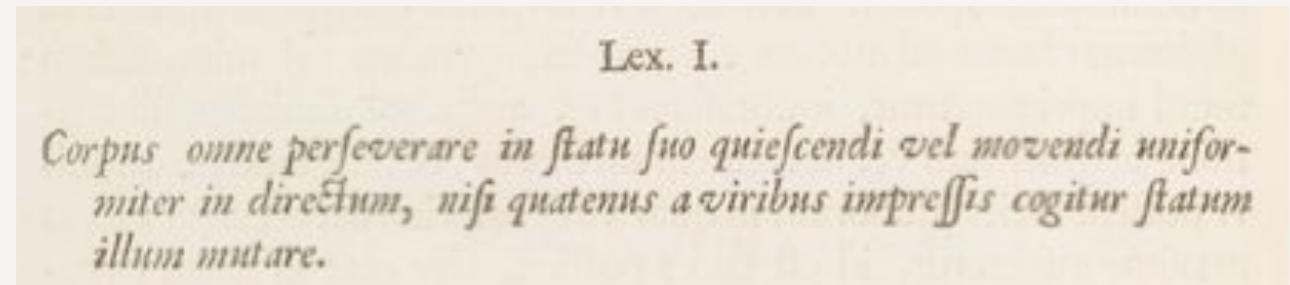 Lex. I.
Corpus omne perſeverare in ſtatu ſuo quieſcendi vel movendi unifor-
miter in directum, niſi quatenus a viribus impreſſis cogitur ſtatum
illum mutare.